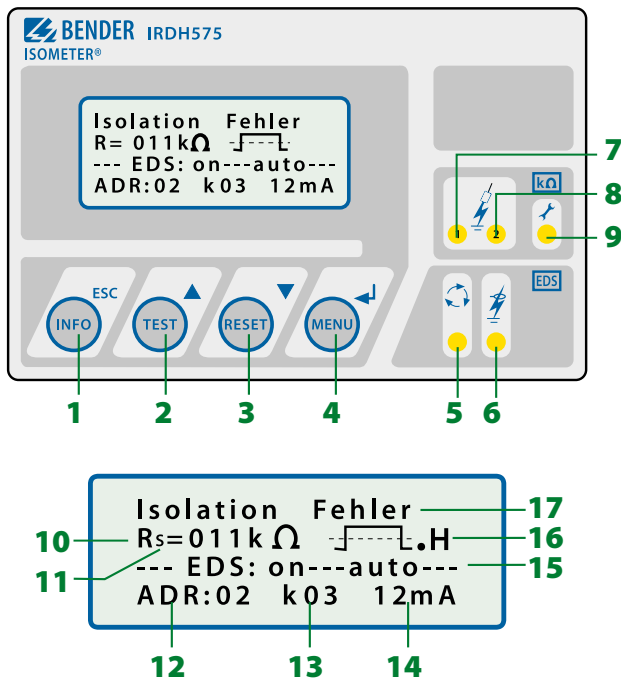 BENDER IRDH575
ISOMETER®
Isolation Fehler
R= 011kΩ
--- EDS: on---auto---
ADR:02 k03 12mA
7
8
9
kΩ
1 2
EDS
ESC
INFO
TEST
RESET
MENU
1 2 3 4 5 6
Isolation Fehler
Rs=011kΩ .H
--- EDS: on---auto---
ADR:02 k03 12mA
10
11
12 13 14
17
16
15